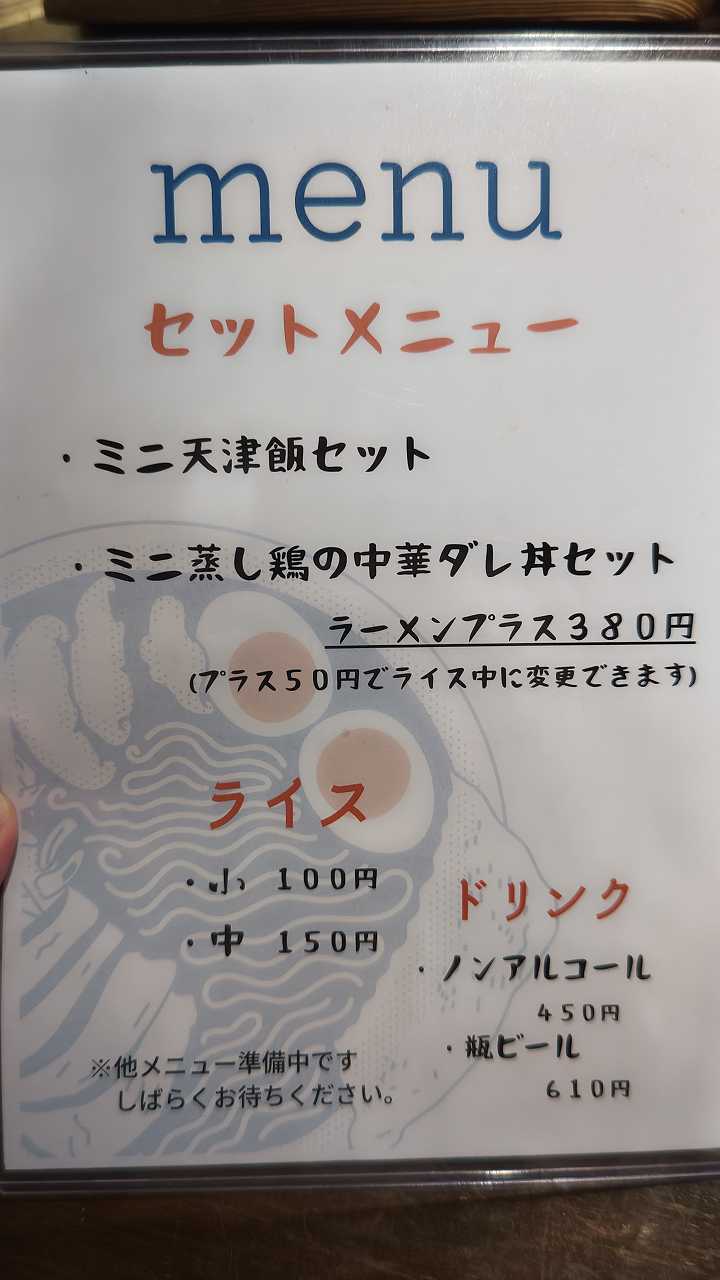 menu
セットメニュー
・ミニ天津飯セット
・ミニ蒸し鶏の中華ダレ丼セット
ラーメンプラス380円
(プラス50円でライス中に変更できます)
ライス
・小 100円
・中 150円
ドリンク
・ノンアルコール
450円
・瓶ビール
610円
※他メニュー準備中です
しばらくお待ちください。